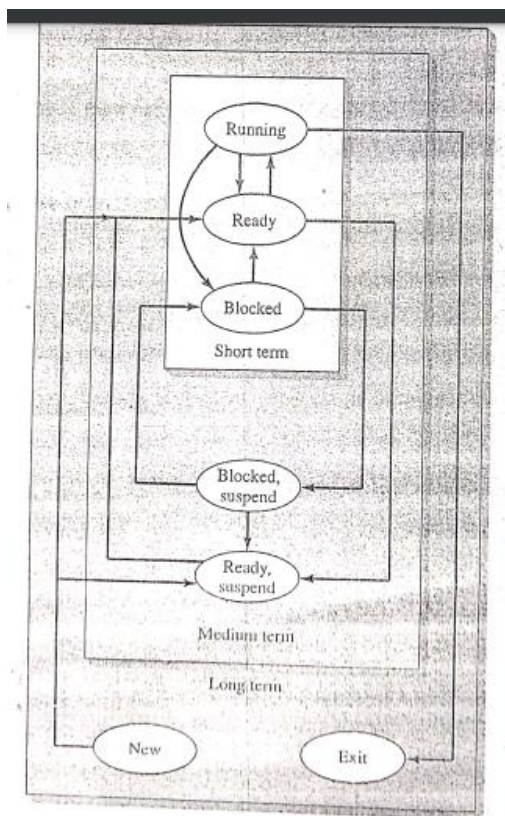 Running
Ready
Blocked
Short term
Blocked,
suspend
Ready,
suspend
Medium term
Long term
New
Exit